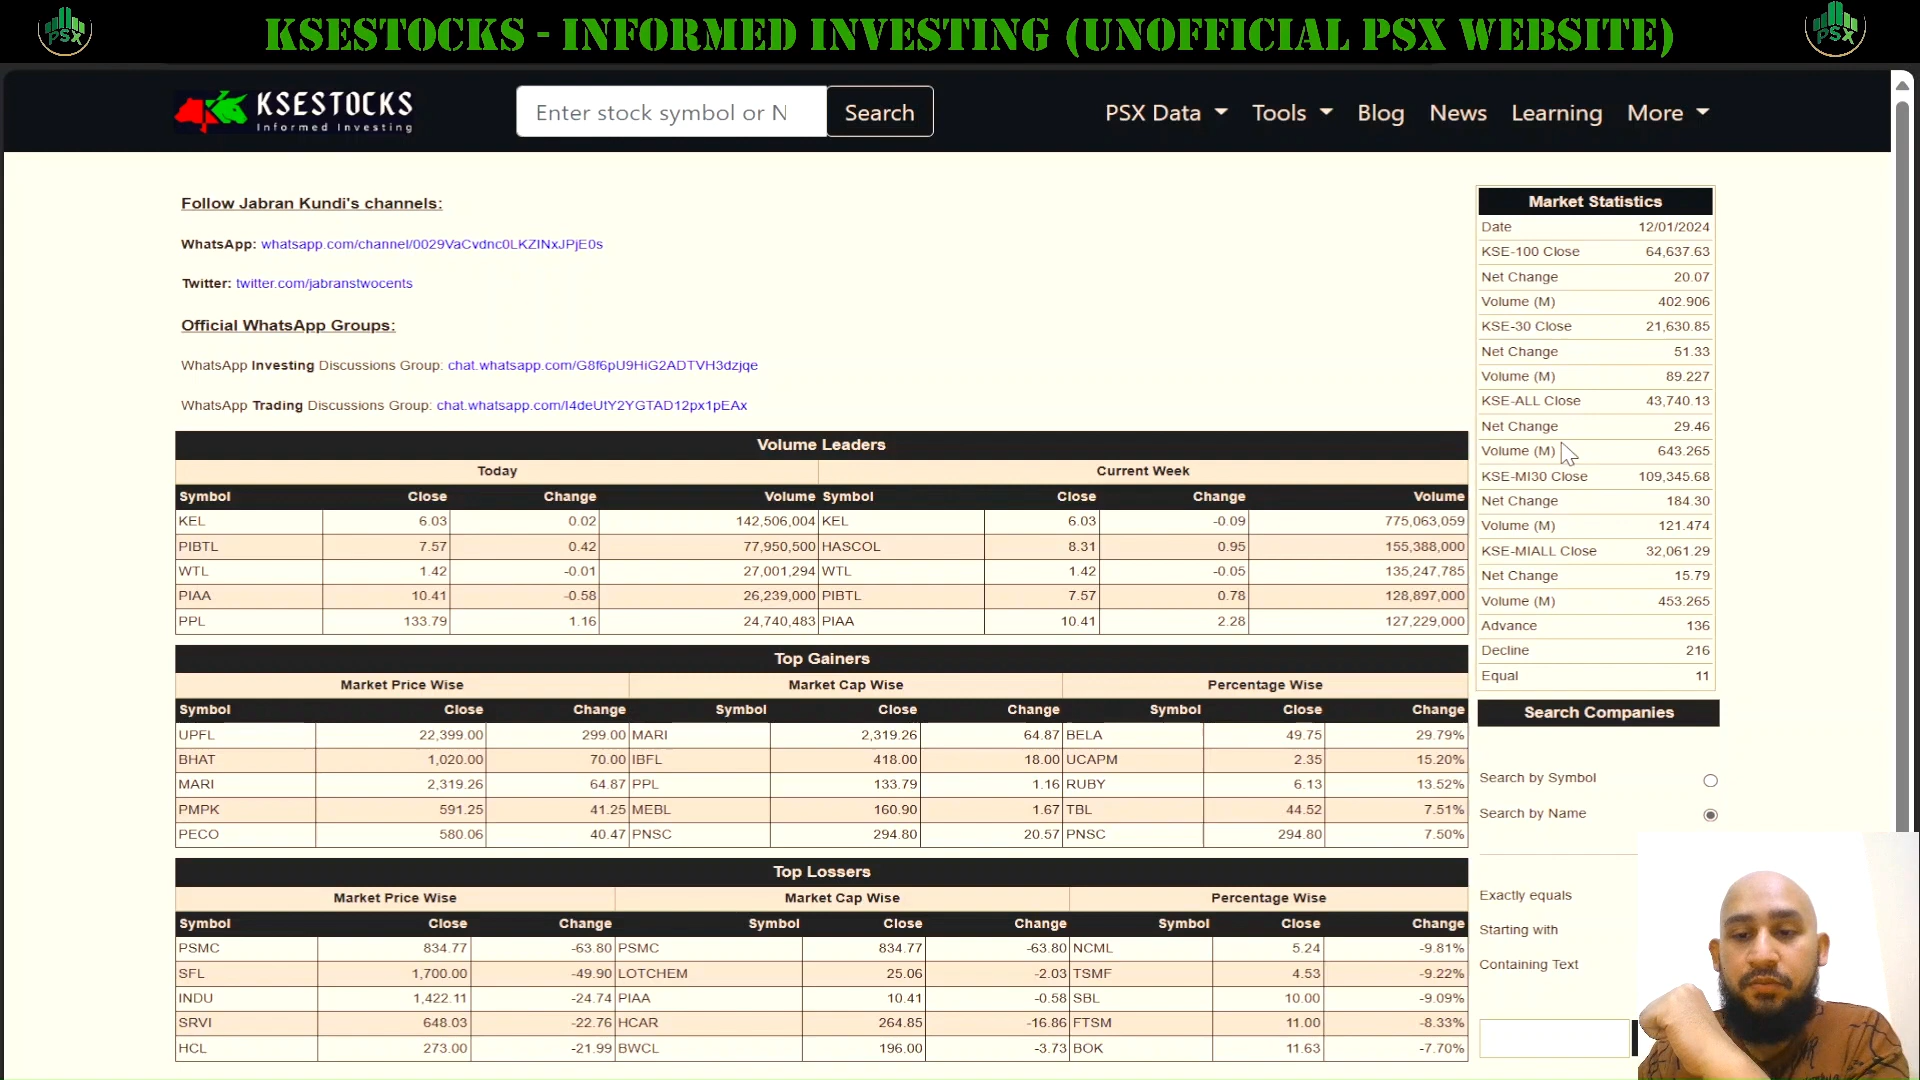 PSX
KSESTOCKS - INFORMED INVESTING (UNOFFICIAL PSX WEBSITE)
PSX
KSESTOCKS
Informed Investing
Enter stock symbol or N
Search
PSX Data
Tools
Blog
News
Learning
More
Follow Jabran Kundi's channels:
WhatsApp: whatsapp.com/channel/0029VaCvdnc0LKZINxJPjE0s
Twitter: twitter.com/jabranstwocents
Official WhatsApp Groups:
WhatsApp Investing Discussions Group: chat.whatsapp.com/G8f6pU9HiG2ADTVH3dzjqe
WhatsApp Trading Discussions Group: chat.whatsapp.com/I4deUtY2YGTAD12px1pEAx
Volume Leaders
Today Current Week
Symbol Close Change Volume Symbol Close Change Volume
KEL 6.03 0.02 142,506,004 KEL 6.03 -0.09 775,063,059
PIBTL 7.57 0.42 77,950,500 HASCOL 8.31 0.95 155,388,000
WTL 1.42 -0.01 27,001,294 WTL 1.42 -0.05 135,247,785
PIAA 10.41 -0.58 26,239,000 PIBTL 7.57 0.78 128,897,000
PPL 133.79 1.16 24,740,483 PIAA 10.41 2.28 127,229,000
Top Gainers
Market Price Wise Market Cap Wise Percentage Wise
Symbol Close Change Symbol Close Change Symbol Close Change
UPFL 22,399.00 299.00 MARI 2,319.26 64.87 BELA 49.75 29.79%
BHAT 1,020.00 70.00 IBFL 418.00 18.00 UCAPM 2.35 15.20%
MARI 2,319.26 64.87 PPL 133.79 1.16 RUBY 6.13 13.52%
PMPK 591.25 41.25 MEBL 160.90 1.67 TBL 44.52 7.51%
PECO 580.06 40.47 PNSC 294.80 20.57 PNSC 294.80 7.50%
Top Lossers
Market Price Wise Market Cap Wise Percentage Wise
Symbol Close Change Symbol Close Change Symbol Close Change
PSMC 834.77 -63.80 PSMC 834.77 -63.80 NCML 5.24 -9.81%
SFL 1,700.00 -49.90 LOTCHEM 25.06 -2.03 TSMF 4.53 -9.22%
INDU 1,422.11 -24.74 PIAA 10.41 -0.58 SBL 10.00 -9.09%
SRVI 648.03 -22.76 HCAR 264.85 -16.86 FTSM 11.00 -8.33%
HCL 273.00 -21.99 BWCL 196.00 -3.73 BOK 11.63 -7.70%
Market Statistics
Date 12/01/2024
KSE-100 Close 64,637.63
Net Change 20.07
Volume (M) 402.906
KSE-30 Close 21,630.85
Net Change 51.33
Volume (M) 89.227
KSE-ALL Close 43,740.13
Net Change 29.46
Volume (M) 643.265
KSE-MI30 Close 109,345.68
Net Change 184.30
Volume (M) 121.474
KSE-MIALL Close 32,061.29
Net Change 15.79
Volume (M) 453.265
Advance 136
Decline 216
Equal 11
Search Companies
Search by Symbol
Search by Name
Exactly equals
Starting with
Containing Text